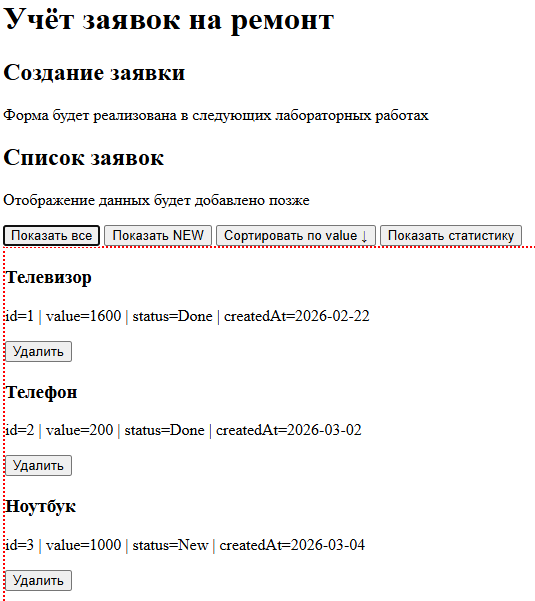 Учёт заявок на ремонт
Создание заявки
Форма будет реализована в следующих лабораторных работах
Список заявок
Отображение данных будет добавлено позже
Показать все Показать NEW Сортировать по value ↓ Показать статистику
Телевизор
id=1 | value=1600 | status=Done | createdAt=2026-02-22
Удалить
Телефон
id=2 | value=200 | status=Done | createdAt=2026-03-02
Удалить
Ноутбук
id=3 | value=1000 | status=New | createdAt=2026-03-04
Удалить